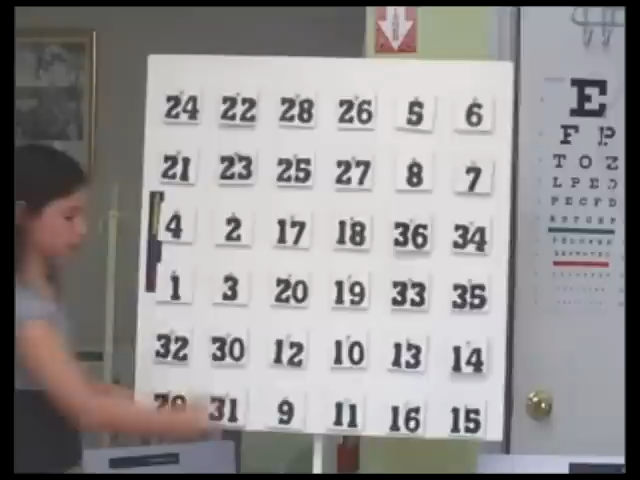 24 22 28 26 5 6
21 23 25 27 8 7
4 2 17 18 36 34
1 3 20 19 33 35
32 30 12 10 13 14
29 31 9 11 16 15
E
F P
T O Z
L P E D
P E C F D